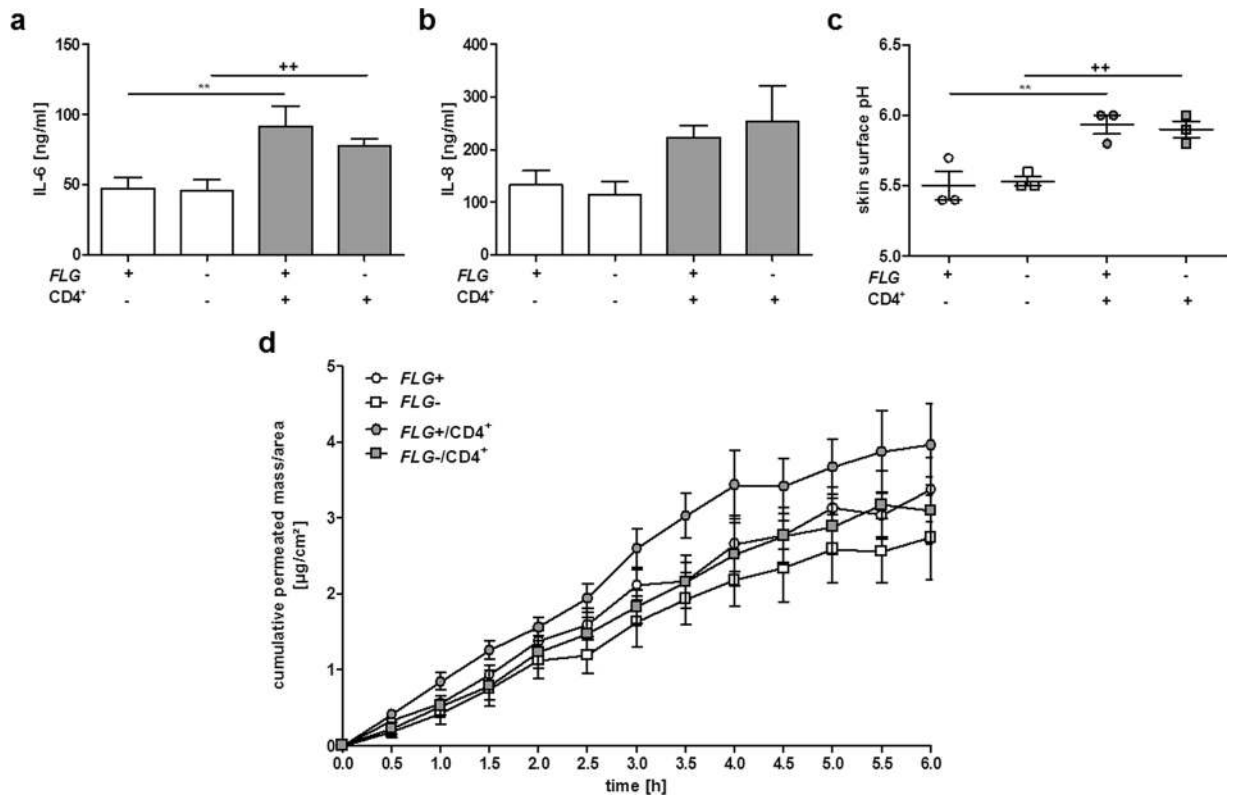 a
IL-6 [ng/ml]
150
100
50
0
**
++
FLG + - + -
CD4⁺ - - + +
b
IL-8 [ng/ml]
400
300
200
100
0
FLG + - + -
CD4⁺ - - + +
c
skin surface pH
6.5
6.0
5.5
5.0
**
++
FLG + - + -
CD4⁺ - - + +
d
cumulative permeated mass/area
[µg/cm²]
5
4
3
2
1
0
FLG+
FLG-
FLG+/CD4⁺
FLG-/CD4⁺
0.0 0.5 1.0 1.5 2.0 2.5 3.0 3.5 4.0 4.5 5.0 5.5 6.0
time [h]